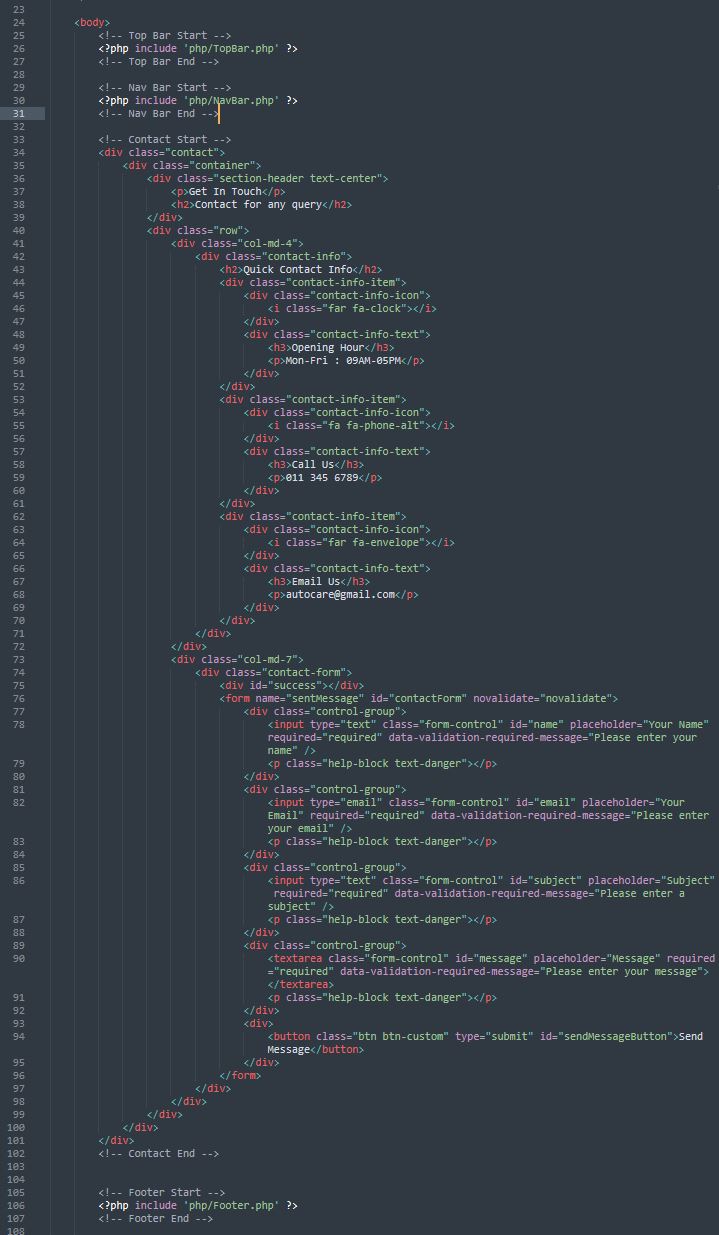 23
24 <body>
25 <!-- Top Bar Start -->
26 <?php include 'php/TopBar.php' ?>
27 <!-- Top Bar End -->
28
29 <!-- Nav Bar Start -->
30 <?php include 'php/NavBar.php' ?>
31 <!-- Nav Bar End -->
32
33 <!-- Contact Start -->
34 <div class="contact">
35 <div class="container">
36 <div class="section-header text-center">
37 <p>Get In Touch</p>
38 <h2>Contact for any query</h2>
39 </div>
40 <div class="row">
41 <div class="col-md-4">
42 <div class="contact-info">
43 <h2>Quick Contact Info</h2>
44 <div class="contact-info-item">
45 <div class="contact-info-icon">
46 <i class="far fa-clock"></i>
47 </div>
48 <div class="contact-info-text">
49 <h3>Opening Hour</h3>
50 <p>Mon-Fri : 09AM-05PM</p>
51 </div>
52 </div>
53 <div class="contact-info-item">
54 <div class="contact-info-icon">
55 <i class="fa fa-phone-alt"></i>
56 </div>
57 <div class="contact-info-text">
58 <h3>Call Us</h3>
59 <p>011 345 6789</p>
60 </div>
61 </div>
62 <div class="contact-info-item">
63 <div class="contact-info-icon">
64 <i class="far fa-envelope"></i>
65 </div>
66 <div class="contact-info-text">
67 <h3>Email Us</h3>
68 <p>autocare@gmail.com</p>
69 </div>
70 </div>
71 </div>
72 </div>
73 <div class="col-md-7">
74 <div class="contact-form">
75 <div id="success"></div>
76 <form name="sentMessage" id="contactForm" novalidate="novalidate">
77 <div class="control-group">
78 <input type="text" class="form-control" id="name" placeholder="Your Name"
required="required" data-validation-required-message="Please enter your
name" />
79 <p class="help-block text-danger"></p>
80 </div>
81 <div class="control-group">
82 <input type="email" class="form-control" id="email" placeholder="Your
Email" required="required" data-validation-required-message="Please enter
your email" />
83 <p class="help-block text-danger"></p>
84 </div>
85 <div class="control-group">
86 <input type="text" class="form-control" id="subject" placeholder="Subject"
required="required" data-validation-required-message="Please enter a
subject" />
87 <p class="help-block text-danger"></p>
88 </div>
89 <div class="control-group">
90 <textarea class="form-control" id="message" placeholder="Message" required
="required" data-validation-required-message="Please enter your message">
</textarea>
91 <p class="help-block text-danger"></p>
92 </div>
93 <div>
94 <button class="btn btn-custom" type="submit" id="sendMessageButton">Send
Message</button>
95 </div>
96 </form>
97 </div>
98 </div>
99 </div>
100 </div>
101 </div>
102 <!-- Contact End -->
103
104
105 <!-- Footer Start -->
106 <?php include 'php/Footer.php' ?>
107 <!-- Footer End -->
108